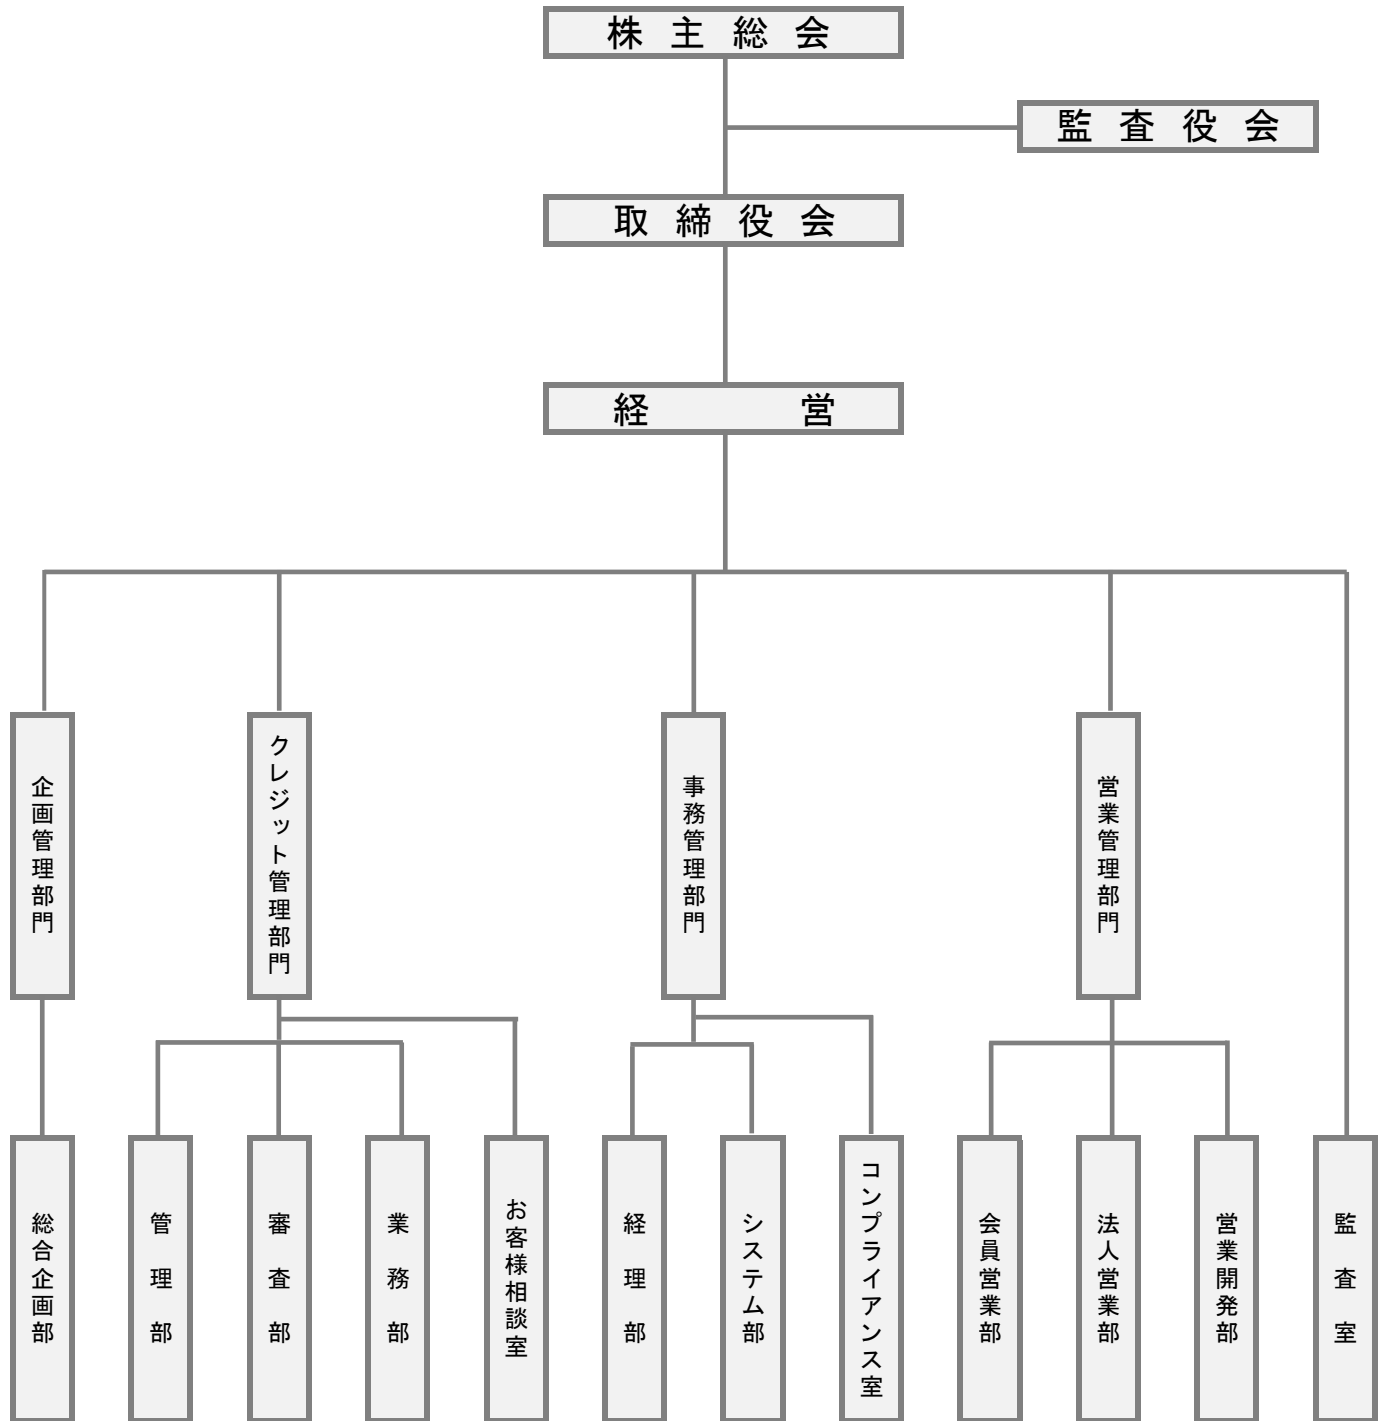 株主総会
監査役会
取締役会
経営
企画管理部門
クレジット管理部門
事務管理部門
営業管理部門
総合企画部
管理部
審査部
業務部
お客様相談室
経理部
システム部
コンプライアンス室
会員営業部
法人営業部
営業開発部
監査室